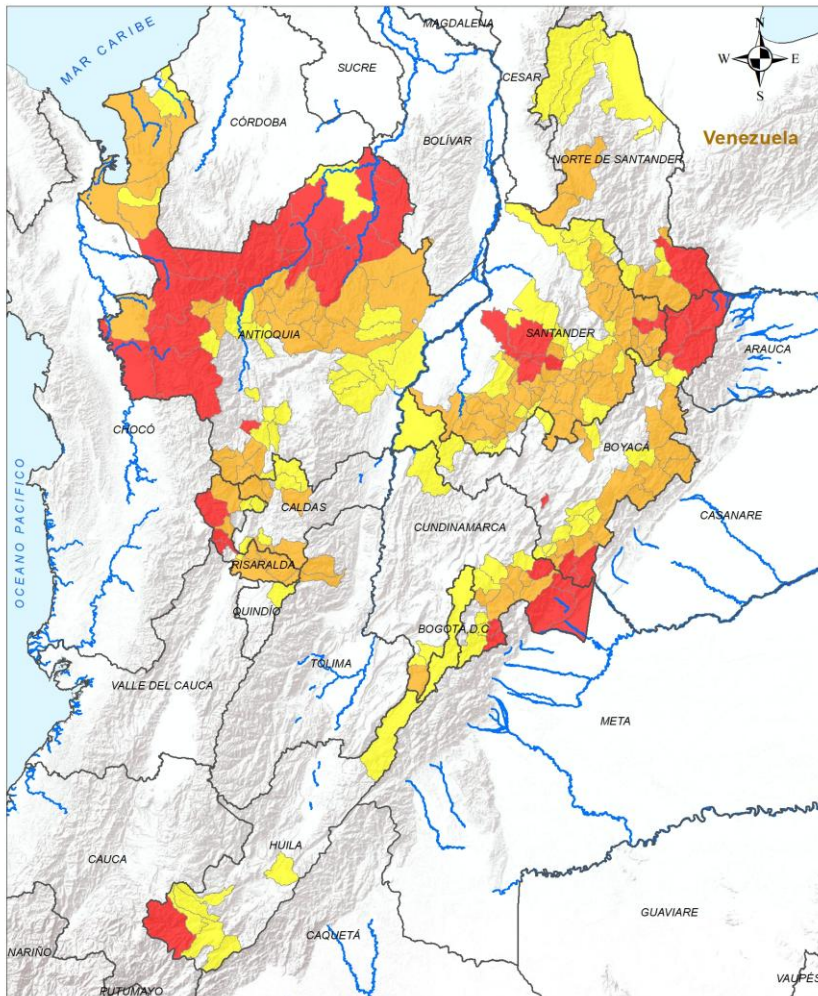 MAGDALENA
N
W E
S
MAR CARIBE
SUCRE
CESAR
CÓRDOBA
BOLÍVAR
Venezuela
NORTE DE SANTANDER
ANTIOQUIA
SANTANDER
ARAUCA
CHOCÓ
BOYACÁ
OCEANO PACIFICO
CALDAS
CUNDINAMARCA
CASANARE
RISARALDA
QUINDÍO
BOGOTÁ D.C
TOLIMA
VALLE DEL CAUCA
META
HUILA
CAUCA
GUAVIARE
CAQUETÁ
NARIÑO
PUTUMAYO
VAUPÉS